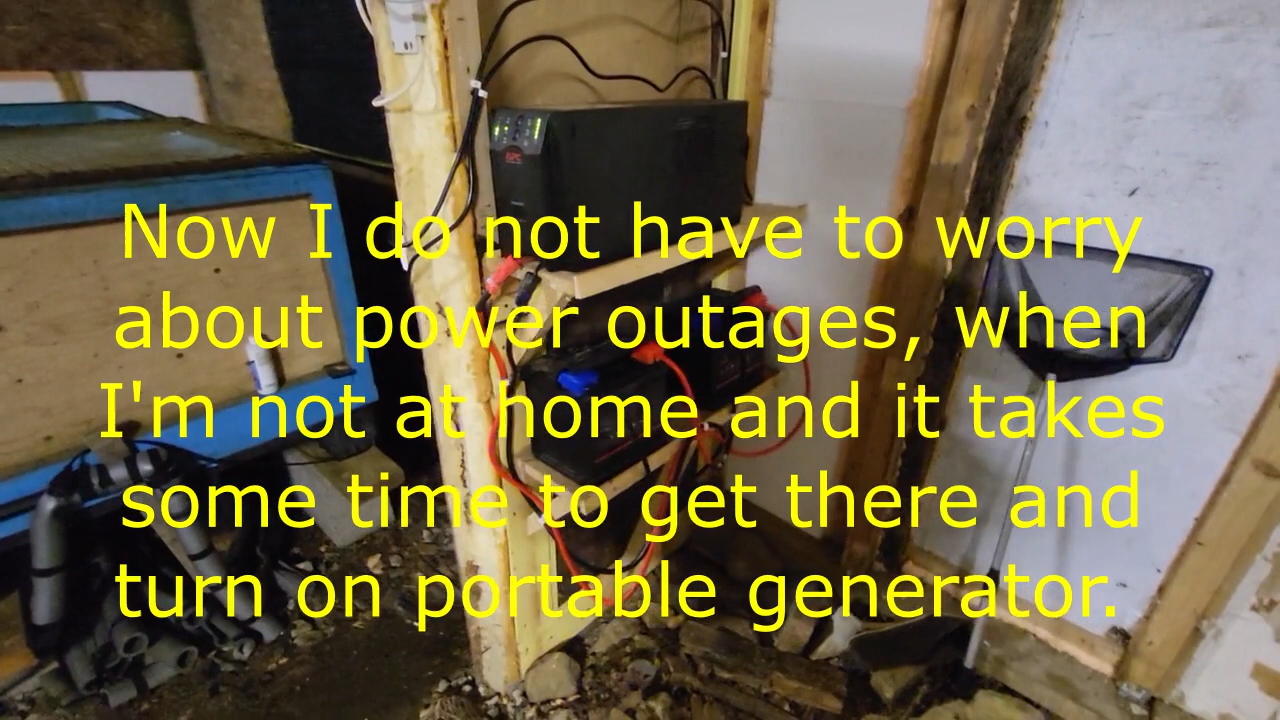 APC
Now I do not have to worry
about power outages, when
I'm not at home and it takes
some time to get there and
turn on portable generator.